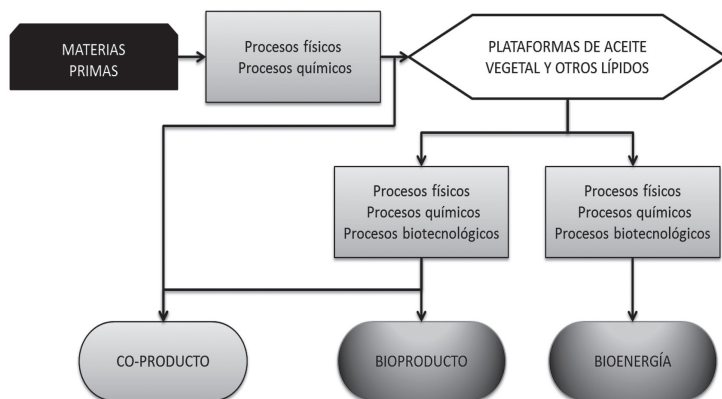 MATERIAS
PRIMAS
Procesos físicos
Procesos químicos
PLATAFORMAS DE ACEITE
VEGETAL Y OTROS LÍPIDOS
Procesos físicos
Procesos químicos
Procesos biotecnológicos
Procesos físicos
Procesos químicos
Procesos biotecnológicos
CO-PRODUCTO
BIOPRODUCTO
BIOENERGÍA